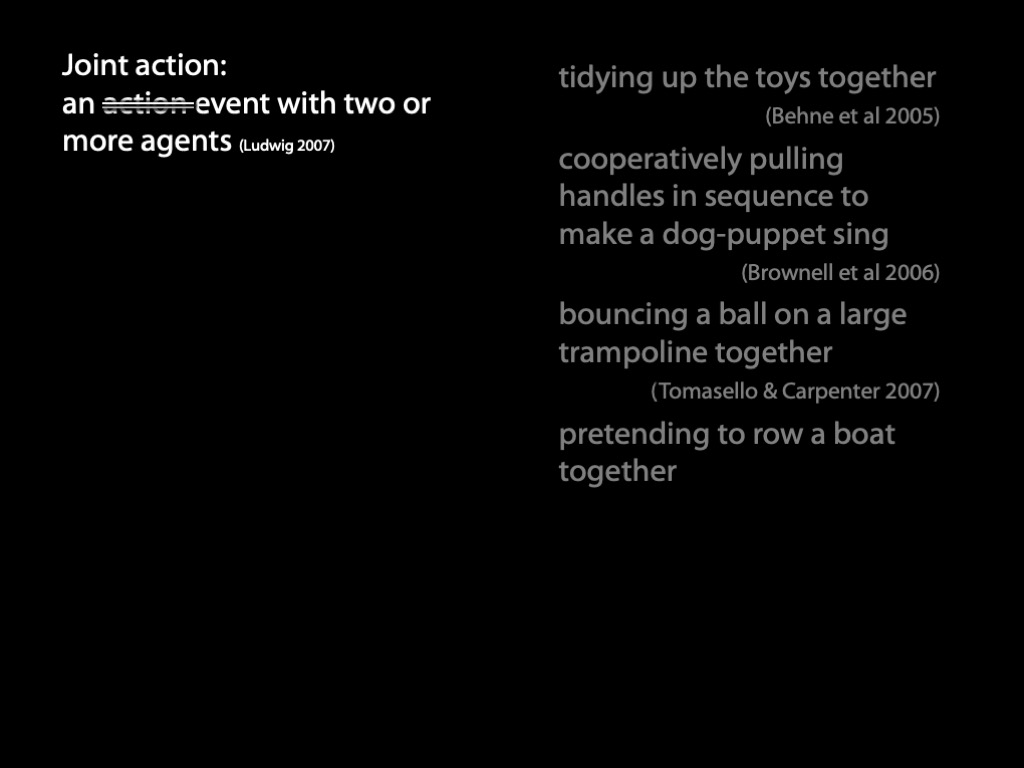 Joint action:
an action event with two or
more agents (Ludwig 2007)
tidying up the toys together
(Behne et al 2005)
cooperatively pulling
handles in sequence to
make a dog-puppet sing
(Brownell et al 2006)
bouncing a ball on a large
trampoline together
(Tomasello & Carpenter 2007)
pretending to row a boat
together